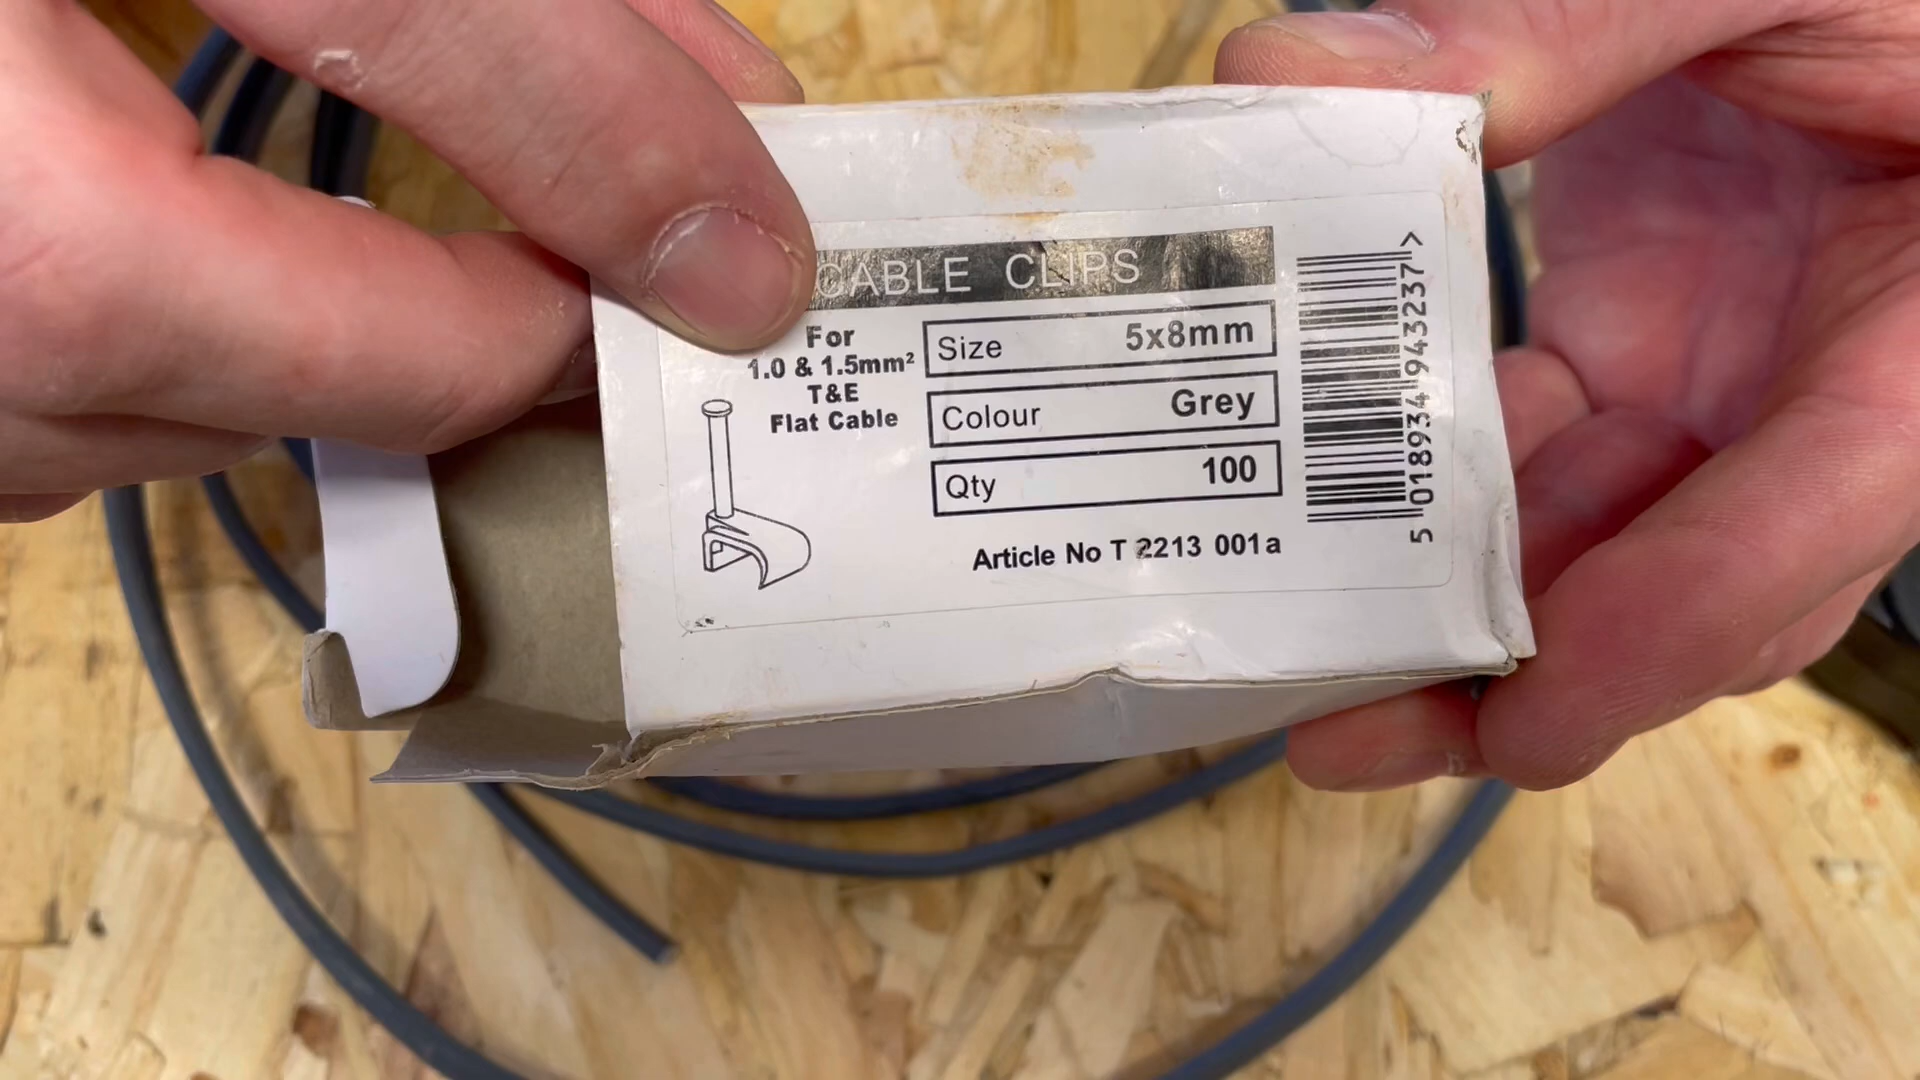 CABLE CLIPS
For
1.0 & 1.5mm²
T&E
Flat Cable
Size 5x8mm
Colour Grey
Qty 100
Article No T 2213 001a
5 018934 943237 >